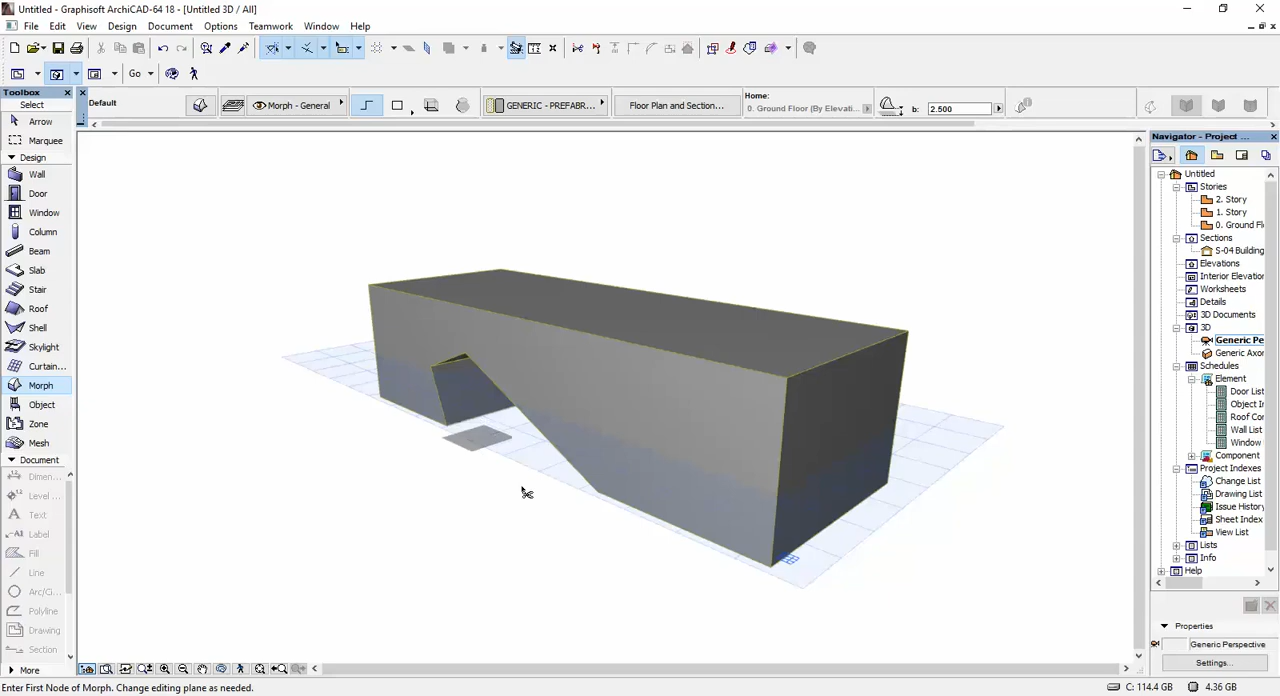 Untitled - Graphisoft ArchiCAD-64 18 - [Untitled 3D / All]
File Edit View Design Document Options Teamwork Window Help
Go
Toolbox
Select
Arrow
Marquee
Design
Wall
Door
Window
Column
Beam
Slab
Stair
Roof
Shell
Skylight
Curtain...
Morph
Object
Zone
Mesh
Document
Dimen...
Level ...
Text
Label
Fill
Line
Arc/Ci...
Polyline
Drawing
Section
More
Default
Morph - General
GENERIC - PREFAB...
Floor Plan and Section...
Home:
0. Ground Floor (By Elevati...
b: 2.500
Navigator - Project ...
Untitled
Stories
2. Story
1. Story
0. Ground Fl
Sections
S-04 Building
Elevations
Interior Elevatio
Worksheets
Details
3D Documents
3D
Generic Pe
Generic Axon
Schedules
Element
Door List
Object In
Roof Cor
Wall List
Window
Component
Project Indexes
Change List
Drawing List
Issue History
Sheet Index
View List
Lists
Info
Help
Properties
Generic Perspective
Settings...
Enter First Node of Morph. Change editing plane as needed.
C: 114.4 GB
4.36 GB